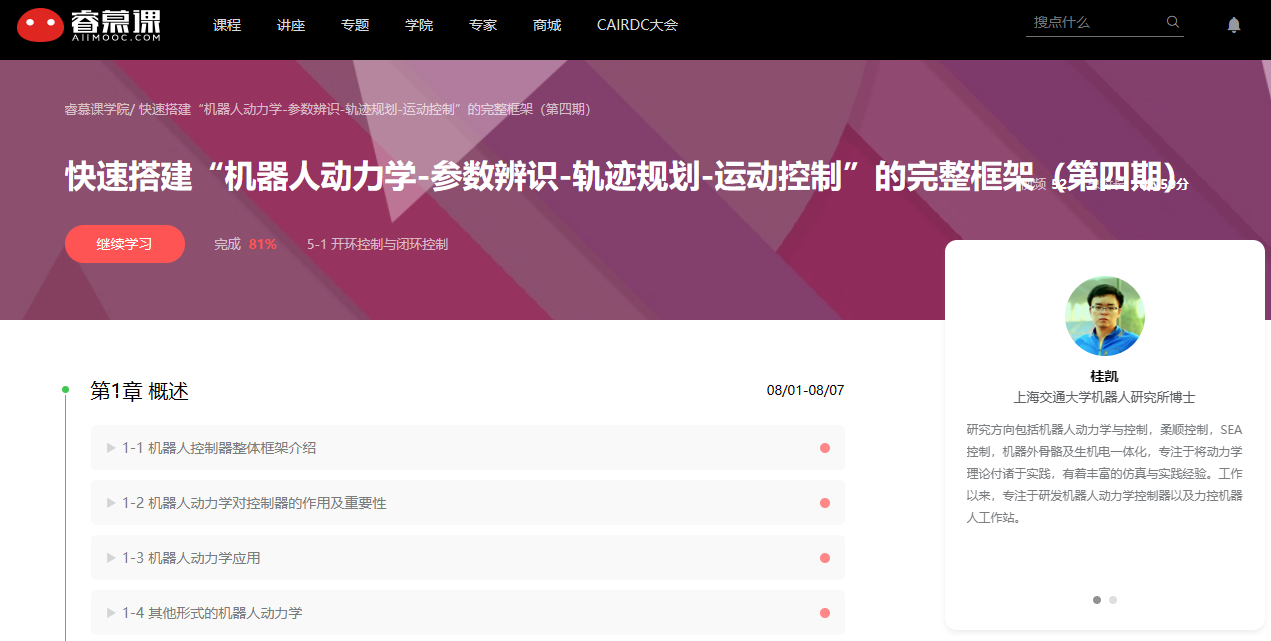 睿慕课
AIIMOOC.COM
课程 讲座 专题 学院 专家 商城 CAIRDC大会
搜点什么
睿慕课学院/ 快速搭建“机器人动力学-参数辨识-轨迹规划-运动控制”的完整框架（第四期）
快速搭建“机器人动力学-参数辨识-轨迹规划-运动控制”的完整框架（第四期）
继续学习 完成 81% 5-1 开环控制与闭环控制
桂凯
上海交通大学机器人研究所博士
研究方向包括机器人动力学与控制，柔顺控制，SEA
控制，机器外骨骼及生机电一体化，专注于将动力学
理论付诸于实践，有着丰富的仿真与实践经验。工作
以来，专注于研发机器人动力学控制器以及力控机器
人工作站。
第1章 概述 08/01-08/07
1-1 机器人控制器整体框架介绍
1-2 机器人动力学对控制器的作用及重要性
1-3 机器人动力学应用
1-4 其他形式的机器人动力学